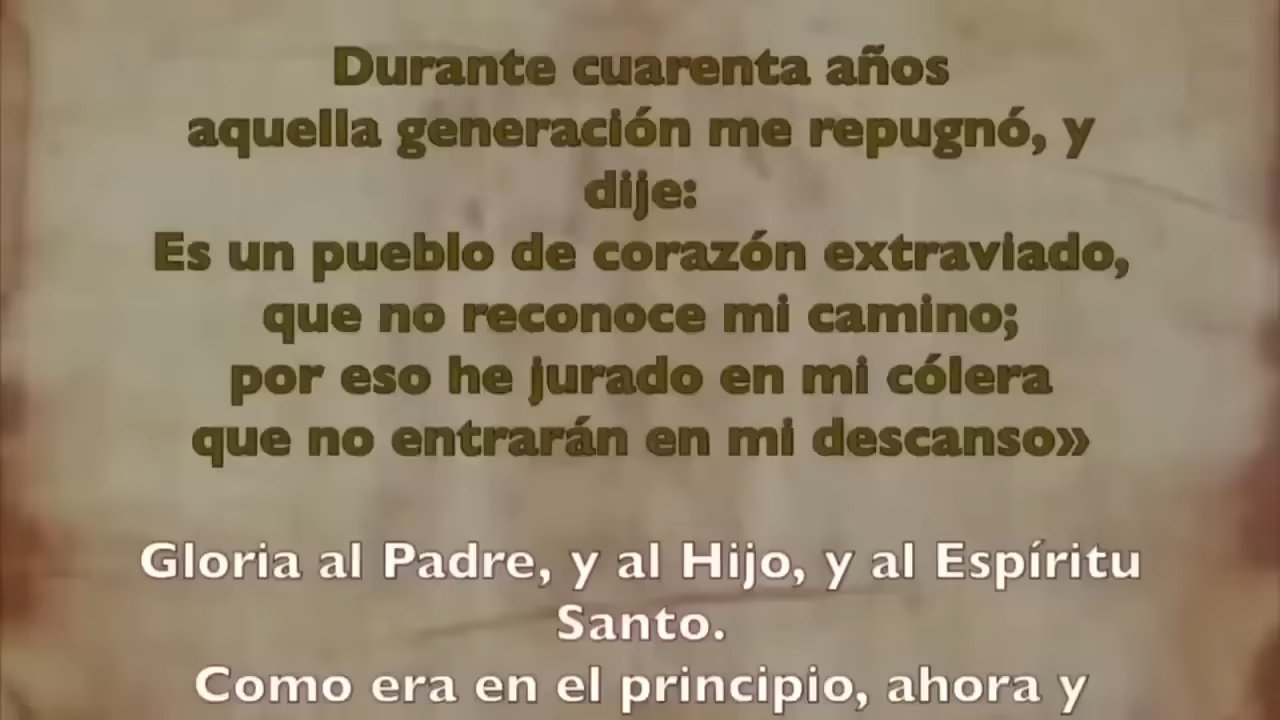 Durante cuarenta años
aquella generación me repugnó, y
dije:
Es un pueblo de corazón extraviado,
que no reconoce mi camino;
por eso he jurado en mi cólera
que no entrarán en mi descanso»
Gloria al Padre, y al Hijo, y al Espíritu
Santo.
Como era en el principio, ahora y